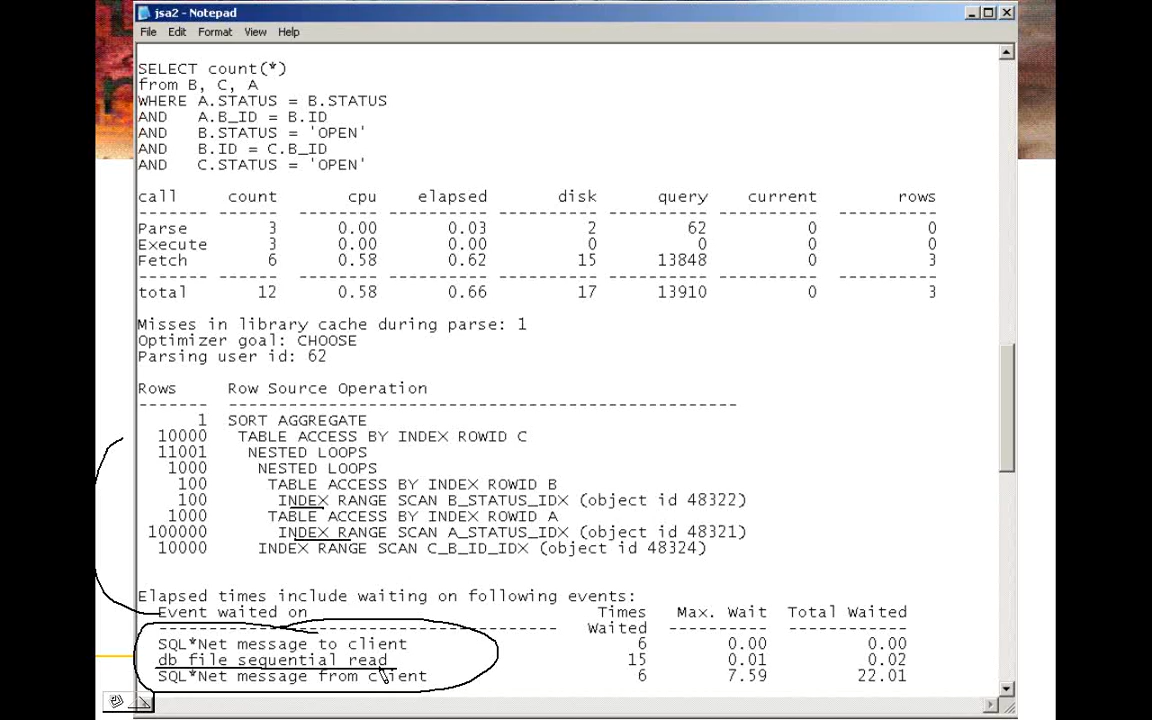 jsa2 - Notepad
File Edit Format View Help
SELECT count(*)
from B, C, A
WHERE A.STATUS = B.STATUS
AND A.B_ID = B.ID
AND B.STATUS = 'OPEN'
AND B.ID = C.B_ID
AND C.STATUS = 'OPEN'
call count cpu elapsed disk query current rows
------- ------ -------- ---------- ---------- ---------- ---------- ----------
Parse 3 0.00 0.03 2 62 0 0
Execute 3 0.00 0.00 0 0 0 0
Fetch 6 0.58 0.62 15 13848 0 3
------- ------ -------- ---------- ---------- ---------- ---------- ----------
total 12 0.58 0.66 17 13910 0 3
Misses in library cache during parse: 1
Optimizer goal: CHOOSE
Parsing user id: 62
Rows Row Source Operation
------- ---------------------------------------------------
1 SORT AGGREGATE
10000 TABLE ACCESS BY INDEX ROWID C
11001 NESTED LOOPS
1000 NESTED LOOPS
100 TABLE ACCESS BY INDEX ROWID B
100 INDEX RANGE SCAN B_STATUS_IDX (object id 48322)
1000 TABLE ACCESS BY INDEX ROWID A
100000 INDEX RANGE SCAN A_STATUS_IDX (object id 48321)
10000 INDEX RANGE SCAN C_B_ID_IDX (object id 48324)
Elapsed times include waiting on following events:
Event waited on Times Max. Wait Total Waited
---------------------------------------- Waited ---------- ------------
SQL*Net message to client 6 0.00 0.00
db file sequential read 15 0.01 0.02
SQL*Net message from client 6 7.59 22.01